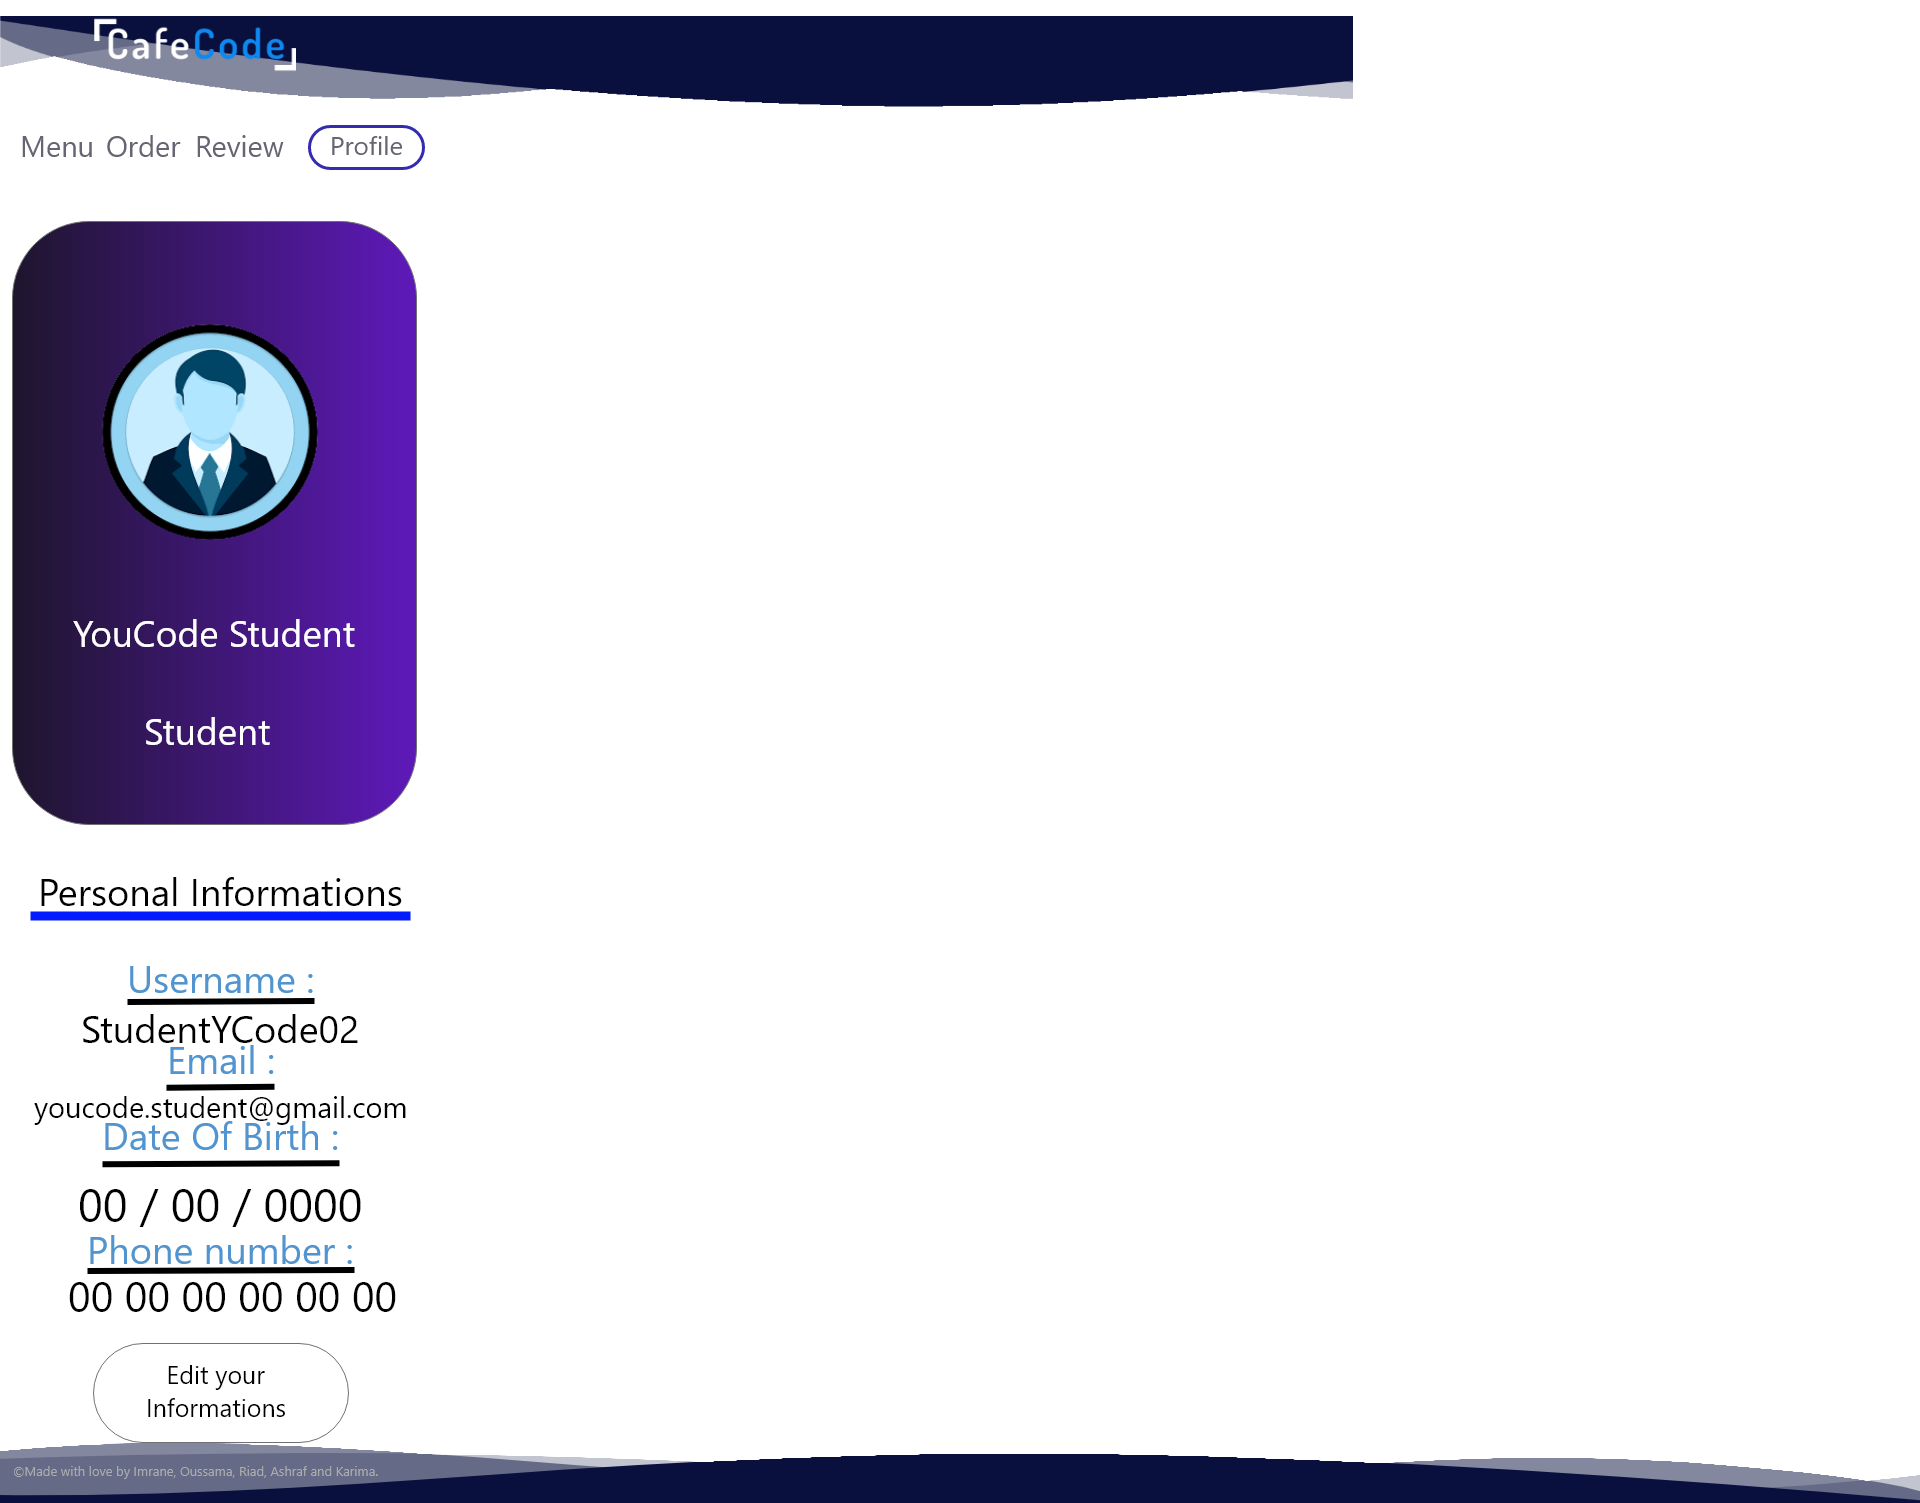 CafeCode
Menu Order Review Profile
YouCode Student
Student
Personal Informations
Username :
StudentYCode02
Email :
youcode.student@gmail.com
Date Of Birth :
00 / 00 / 0000
Phone number :
00 00 00 00 00 00
Edit your
Informations
©Made with love by Imrane, Oussama, Riad, Ashraf and Karima.